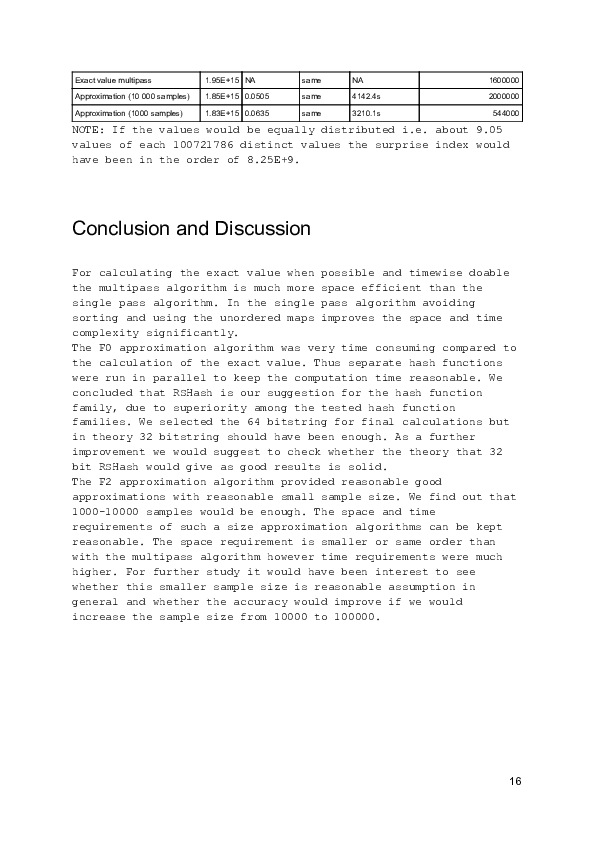 Exact value multipass 1.95E+15 NA same NA 1600000
Approximation (10 000 samples) 1.85E+15 0.0505 same 4142.4s 2000000
Approximation (1000 samples) 1.83E+15 0.0635 same 3210.1s 544000
NOTE: If the values would be equally distributed i.e. about 9.05
values of each 100721786 distinct values the surprise index would
have been in the order of 8.25E+9.
Conclusion and Discussion
For calculating the exact value when possible and timewise doable
the multipass algorithm is much more space efficient than the
single pass algorithm. In the single pass algorithm avoiding
sorting and using the unordered maps improves the space and time
complexity significantly.
The F0 approximation algorithm was very time consuming compared to
the calculation of the exact value. Thus separate hash functions
were run in parallel to keep the computation time reasonable. We
concluded that RSHash is our suggestion for the hash function
family, due to superiority among the tested hash function
families. We selected the 64 bitstring for final calculations but
in theory 32 bitstring should have been enough. As a further
improvement we would suggest to check whether the theory that 32
bit RSHash would give as good results is solid.
The F2 approximation algorithm provided reasonable good
approximations with reasonable small sample size. We find out that
1000-10000 samples would be enough. The space and time
requirements of such a size approximation algorithms can be kept
reasonable. The space requirement is smaller or same order than
with the multipass algorithm however time requirements were much
higher. For further study it would have been interest to see
whether this smaller sample size is reasonable assumption in
general and whether the accuracy would improve if we would
increase the sample size from 10000 to 100000.
16